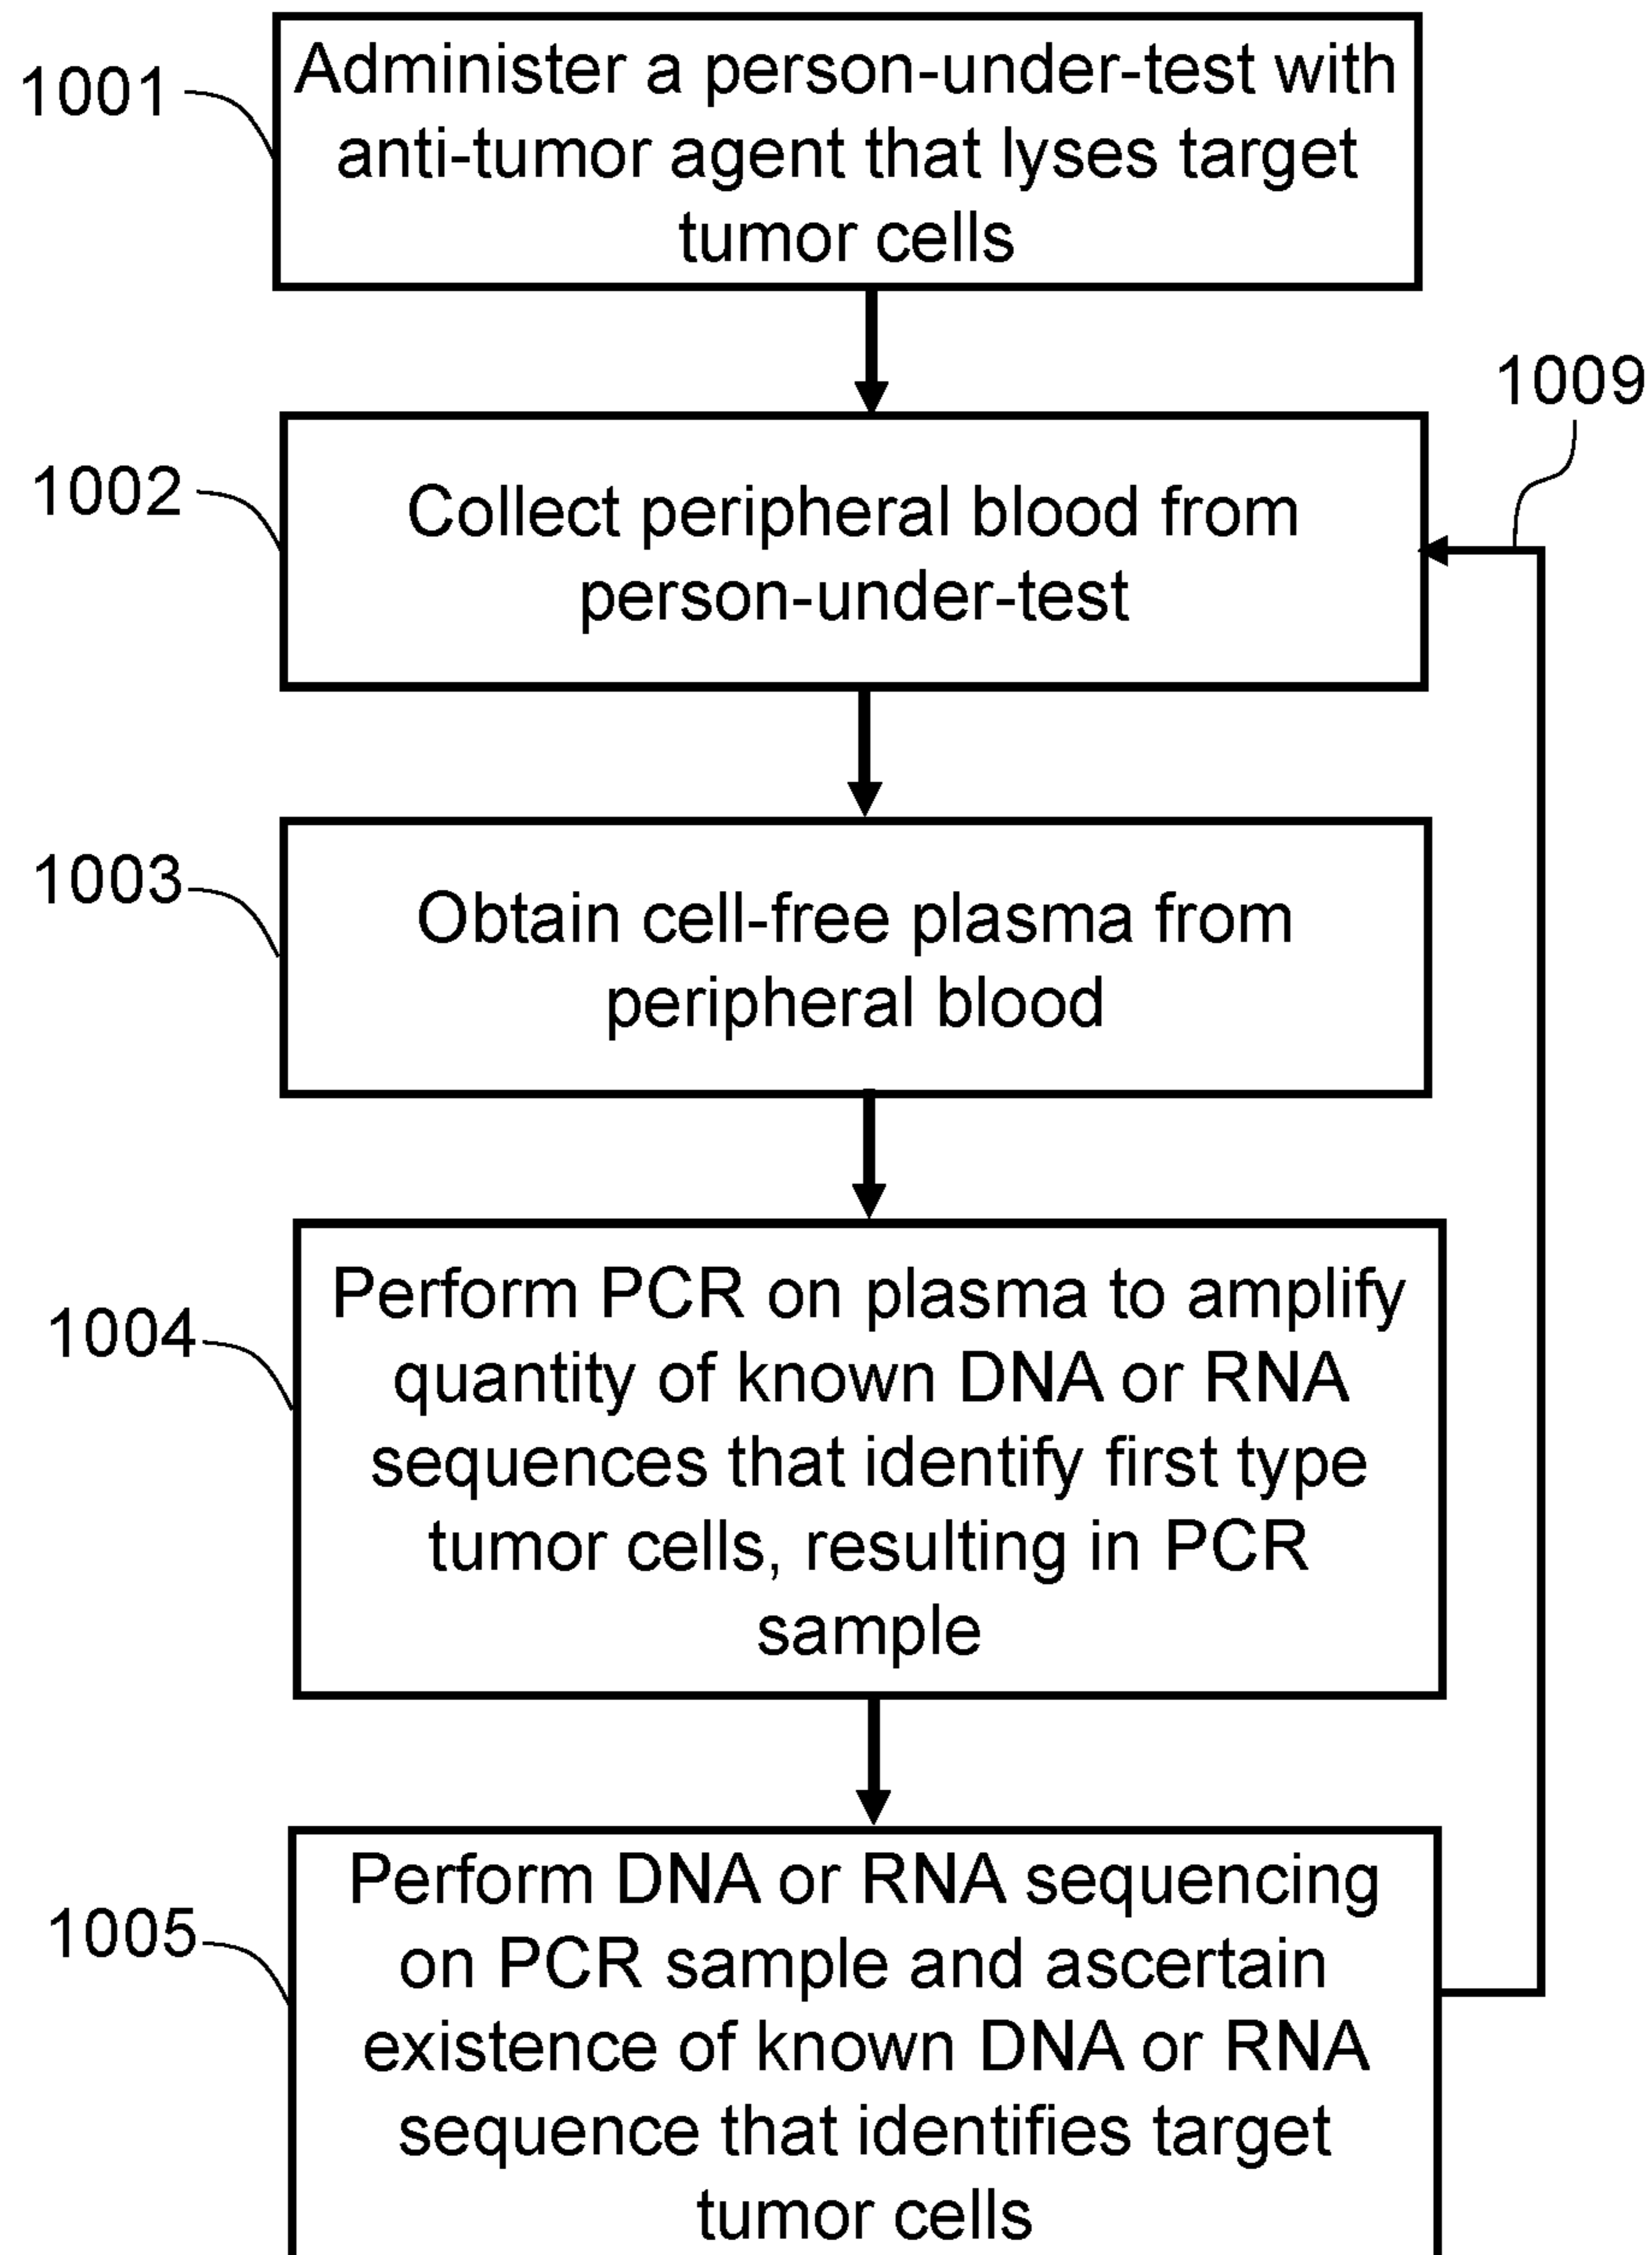 1001
Administer a person-under-test with
anti-tumor agent that lyses target
tumor cells
1009
1002
Collect peripheral blood from
person-under-test
1003
Obtain cell-free plasma from
peripheral blood
1004
Perform PCR on plasma to amplify
quantity of known DNA or RNA
sequences that identify first type
tumor cells, resulting in PCR
sample
1005
Perform DNA or RNA sequencing
on PCR sample and ascertain
existence of known DNA or RNA
sequence that identifies target
tumor cells